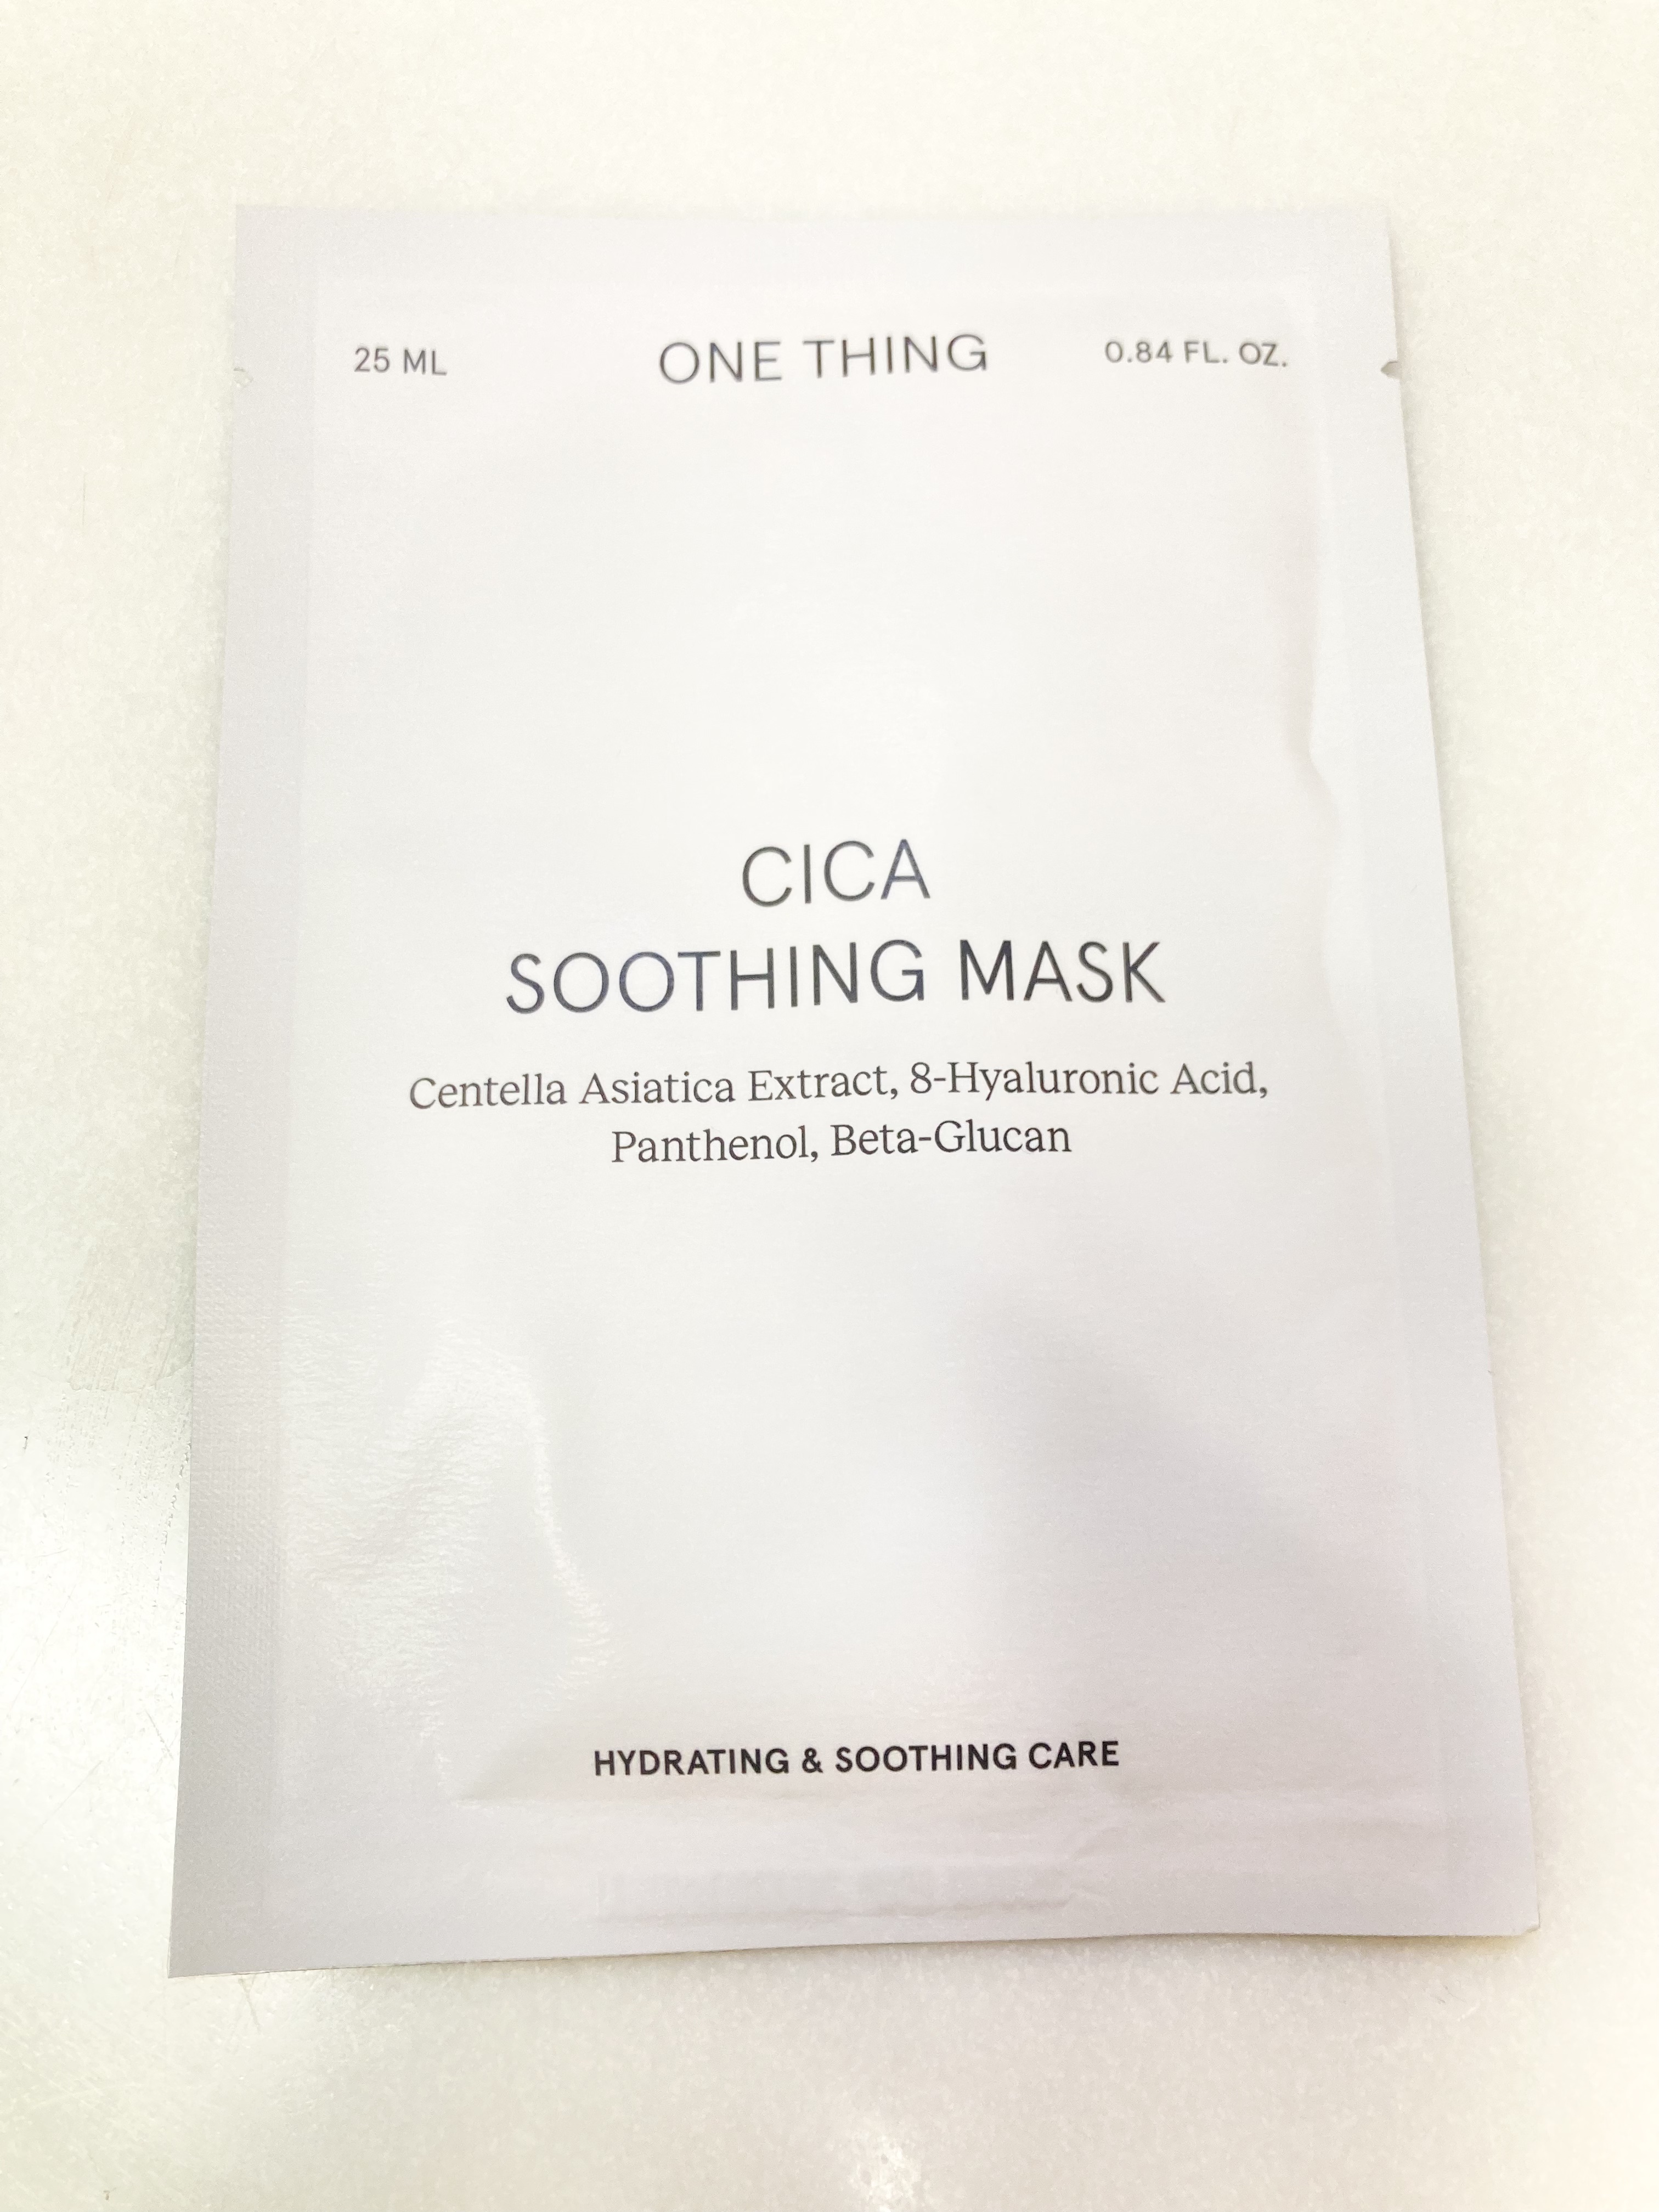 25 ML
ONE THING
0.84 FL. OZ.
CICA
SOOTHING MASK
Centella Asiatica Extract, 8-Hyaluronic Acid,
Panthenol, Beta-Glucan
HYDRATING & SOOTHING CARE